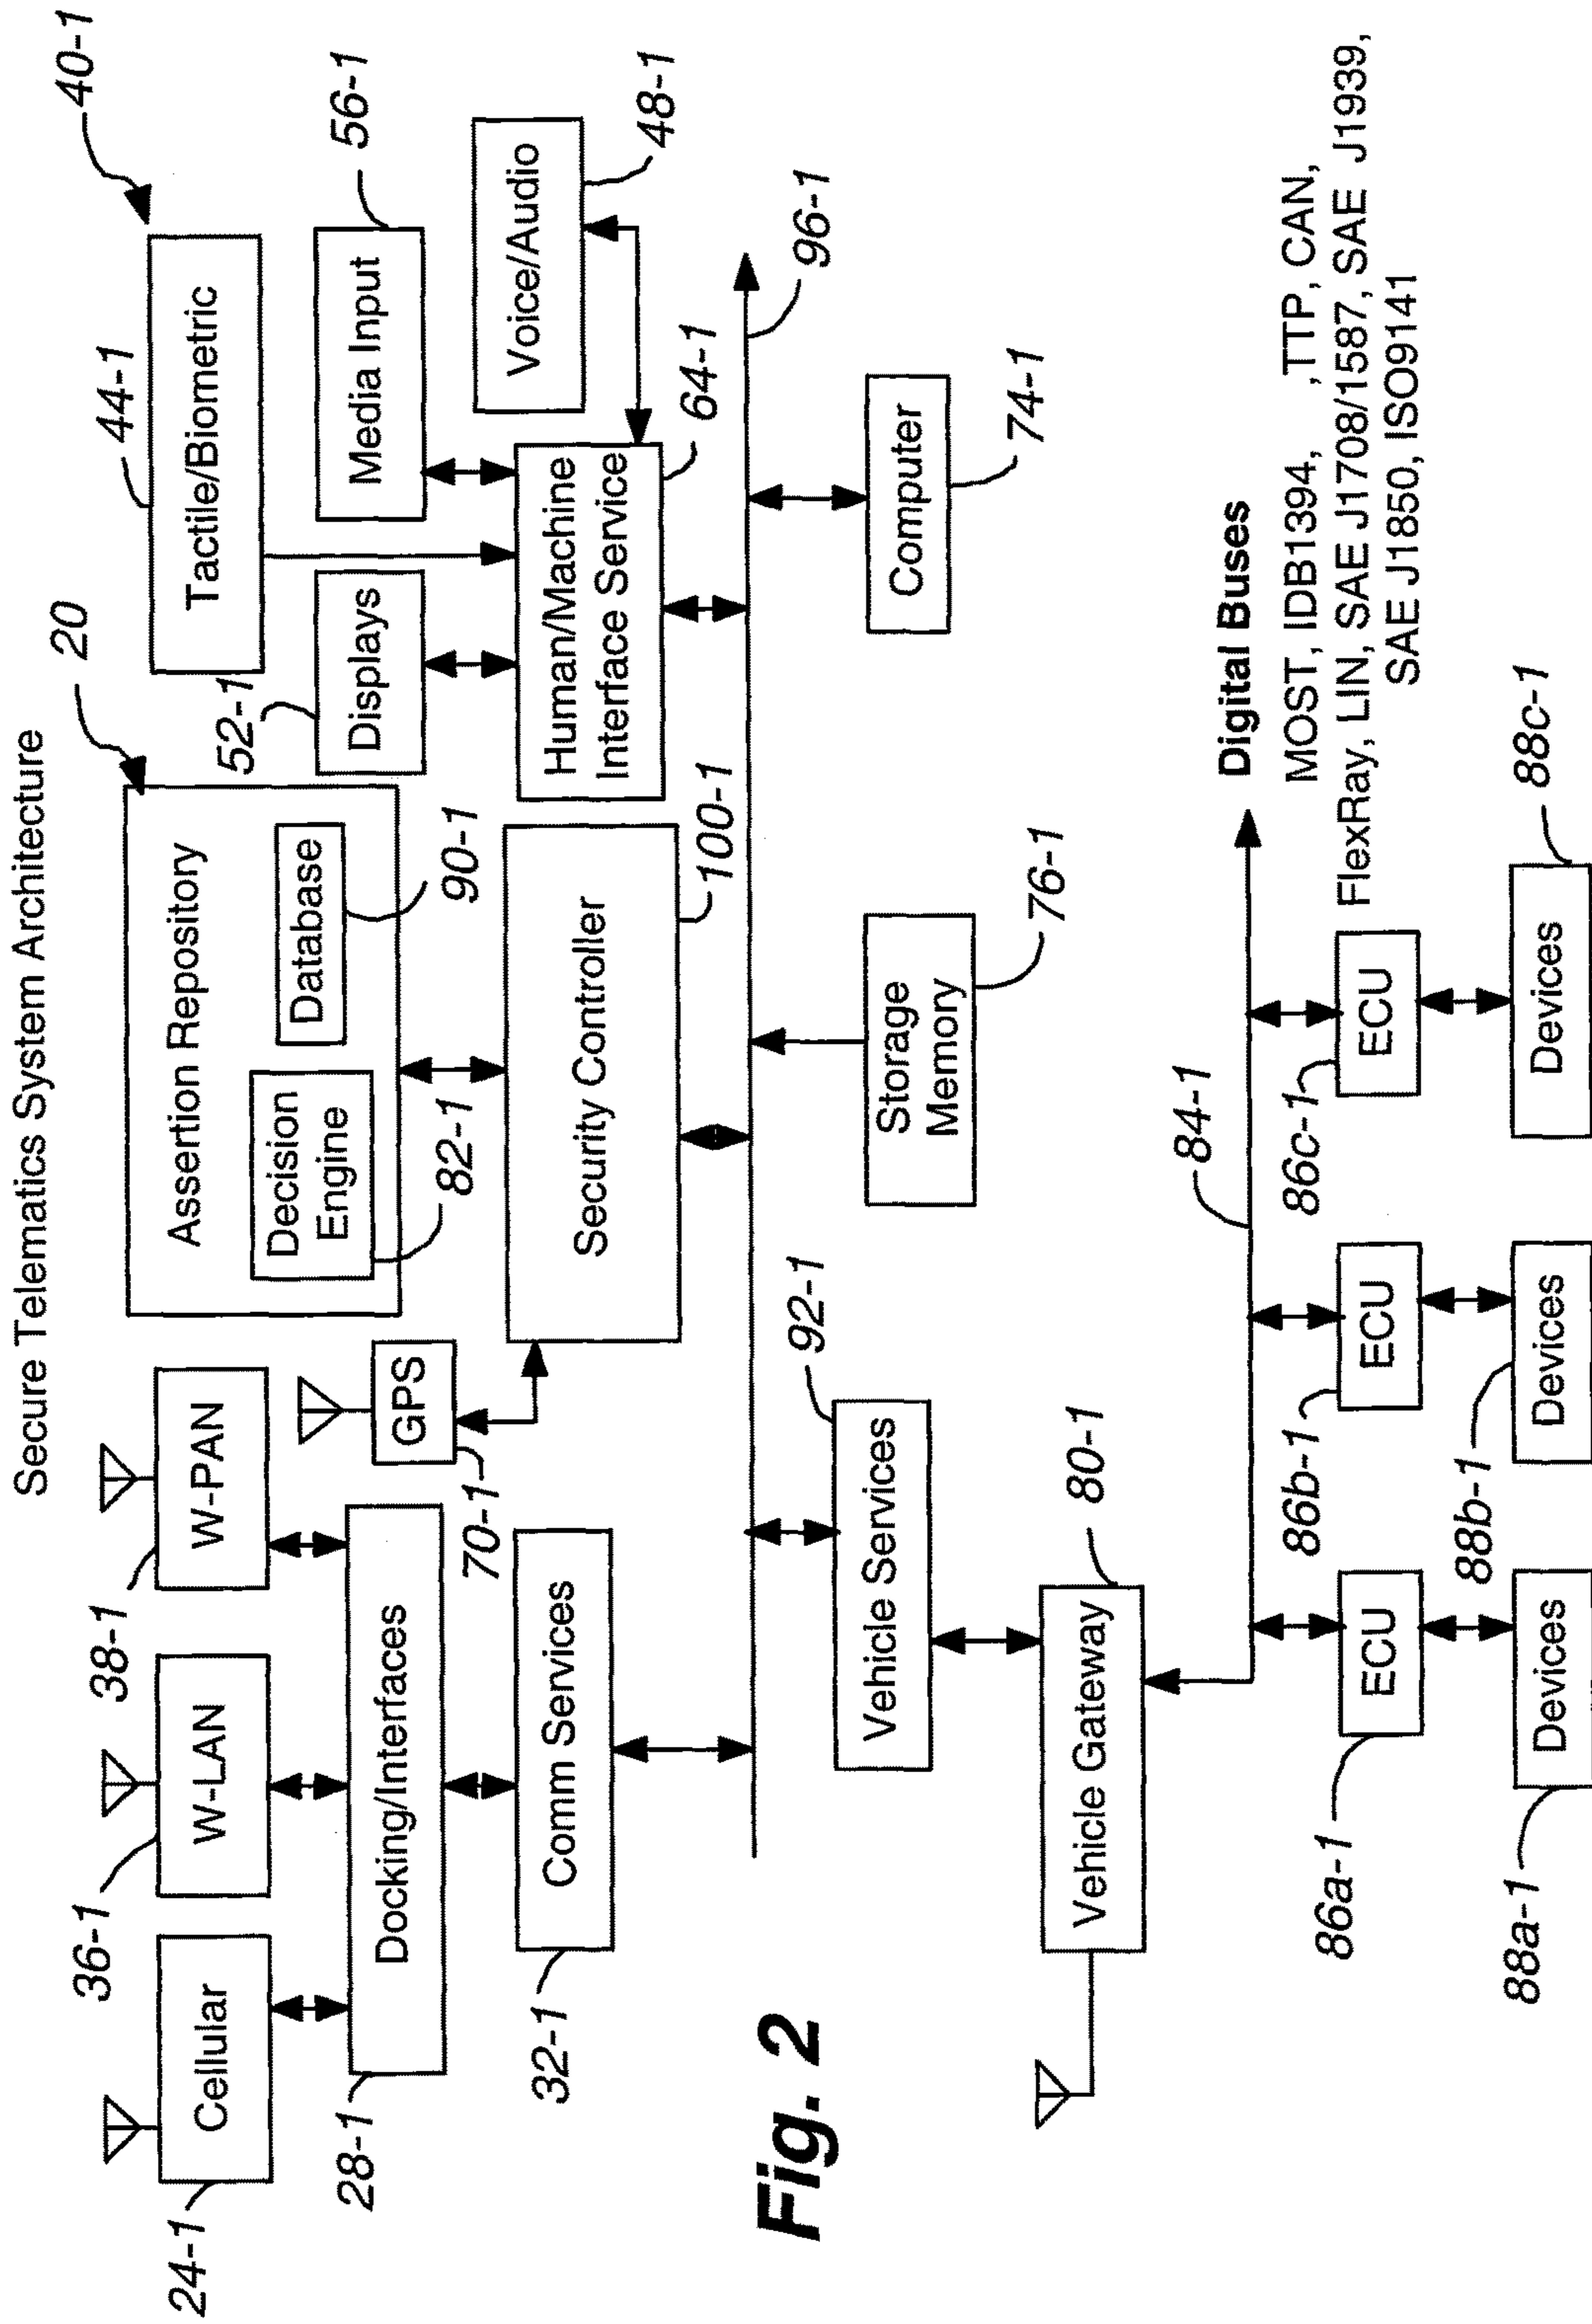 Secure Telematics System Architecture
24-1
Cellular
36-1
W-LAN
38-1
W-PAN
20
Assertion Repository
Decision
Engine
Database
82-1
90-1
40-1
44-1
Tactile/Biometric
52-1
Displays
Media Input
56-1
Voice/Audio
48-1
28-1
Docking/Interfaces
70-1
GPS
32-1
Comm Services
Security Controller
100-1
Human/Machine
Interface Service
64-1
96-1
Fig. 2
92-1
Vehicle Services
Storage
Memory
76-1
Computer
74-1
Vehicle Gateway
80-1
84-1
Digital Buses
MOST, IDB1394, ,TTP, CAN,
FlexRay, LIN, SAE J1708/1587, SAE J1939,
SAE J1850, ISO9141
86a-1
ECU
86b-1
ECU
86c-1
ECU
88a-1
Devices
88b-1
Devices
88c-1
Devices